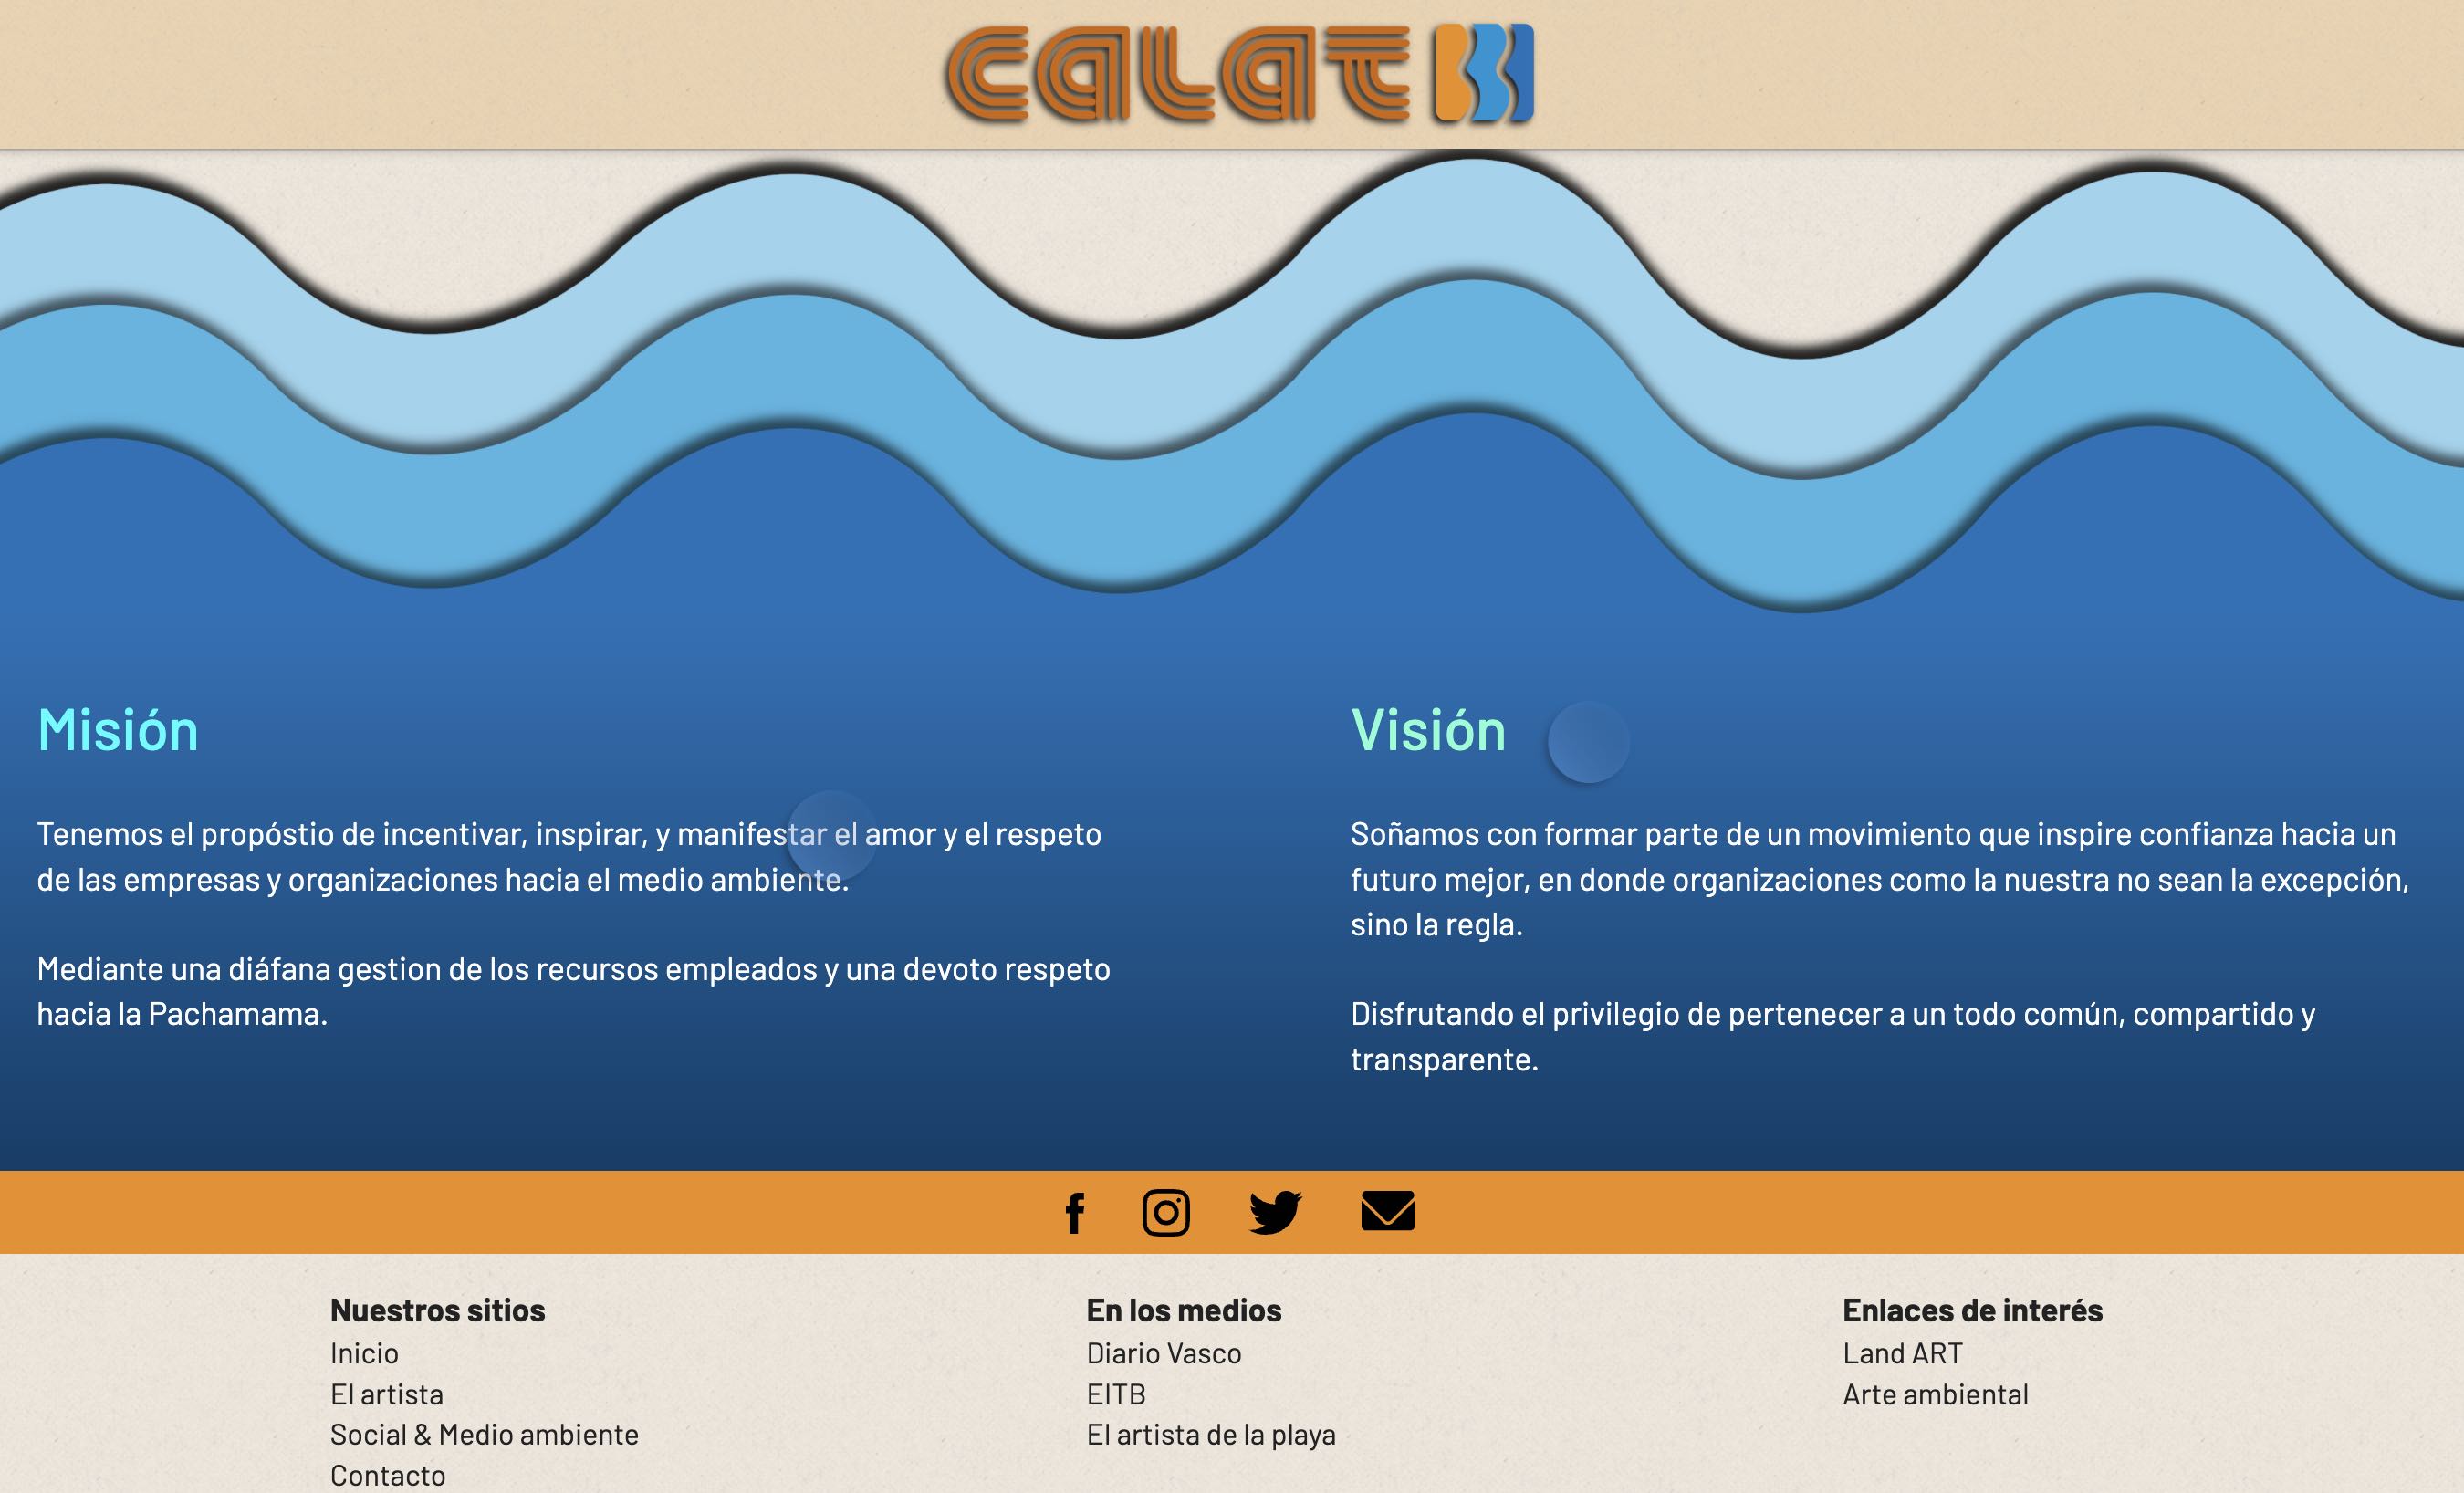 calat
Misión
Tenemos el propóstio de incentivar, inspirar, y manifestar el amor y el respeto
de las empresas y organizaciones hacia el medio ambiente.
Mediante una diáfana gestion de los recursos empleados y una devoto respeto
hacia la Pachamama.
Visión
Soñamos con formar parte de un movimiento que inspire confianza hacia un
futuro mejor, en donde organizaciones como la nuestra no sean la excepción,
sino la regla.
Disfrutando el privilegio de pertenecer a un todo común, compartido y
transparente.
Nuestros sitios
Inicio
El artista
Social & Medio ambiente
Contacto
En los medios
Diario Vasco
EITB
El artista de la playa
Enlaces de interés
Land ART
Arte ambiental